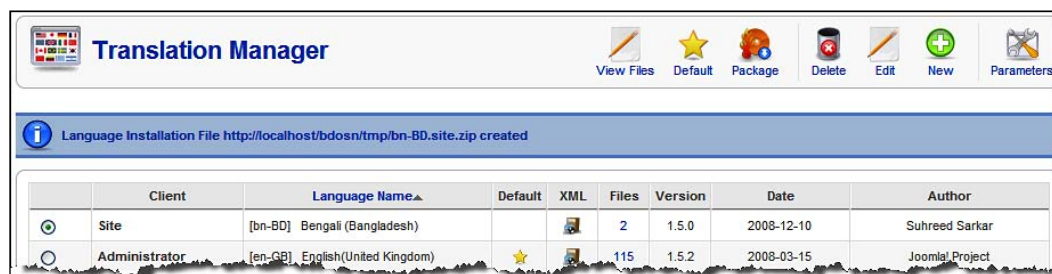 Translation Manager
View Files Default Package Delete Edit New Parameters
Language Installation File http://localhost/bdosn/tmp/bn-BD.site.zip created
Client Language Name Default XML Files Version Date Author
Site [bn-BD] Bengali (Bangladesh) 2 1.5.0 2008-12-10 Suhreed Sarkar
Administrator [en-GB] English(United Kingdom) 115 1.5.2 2008-03-15 Joomla! Project